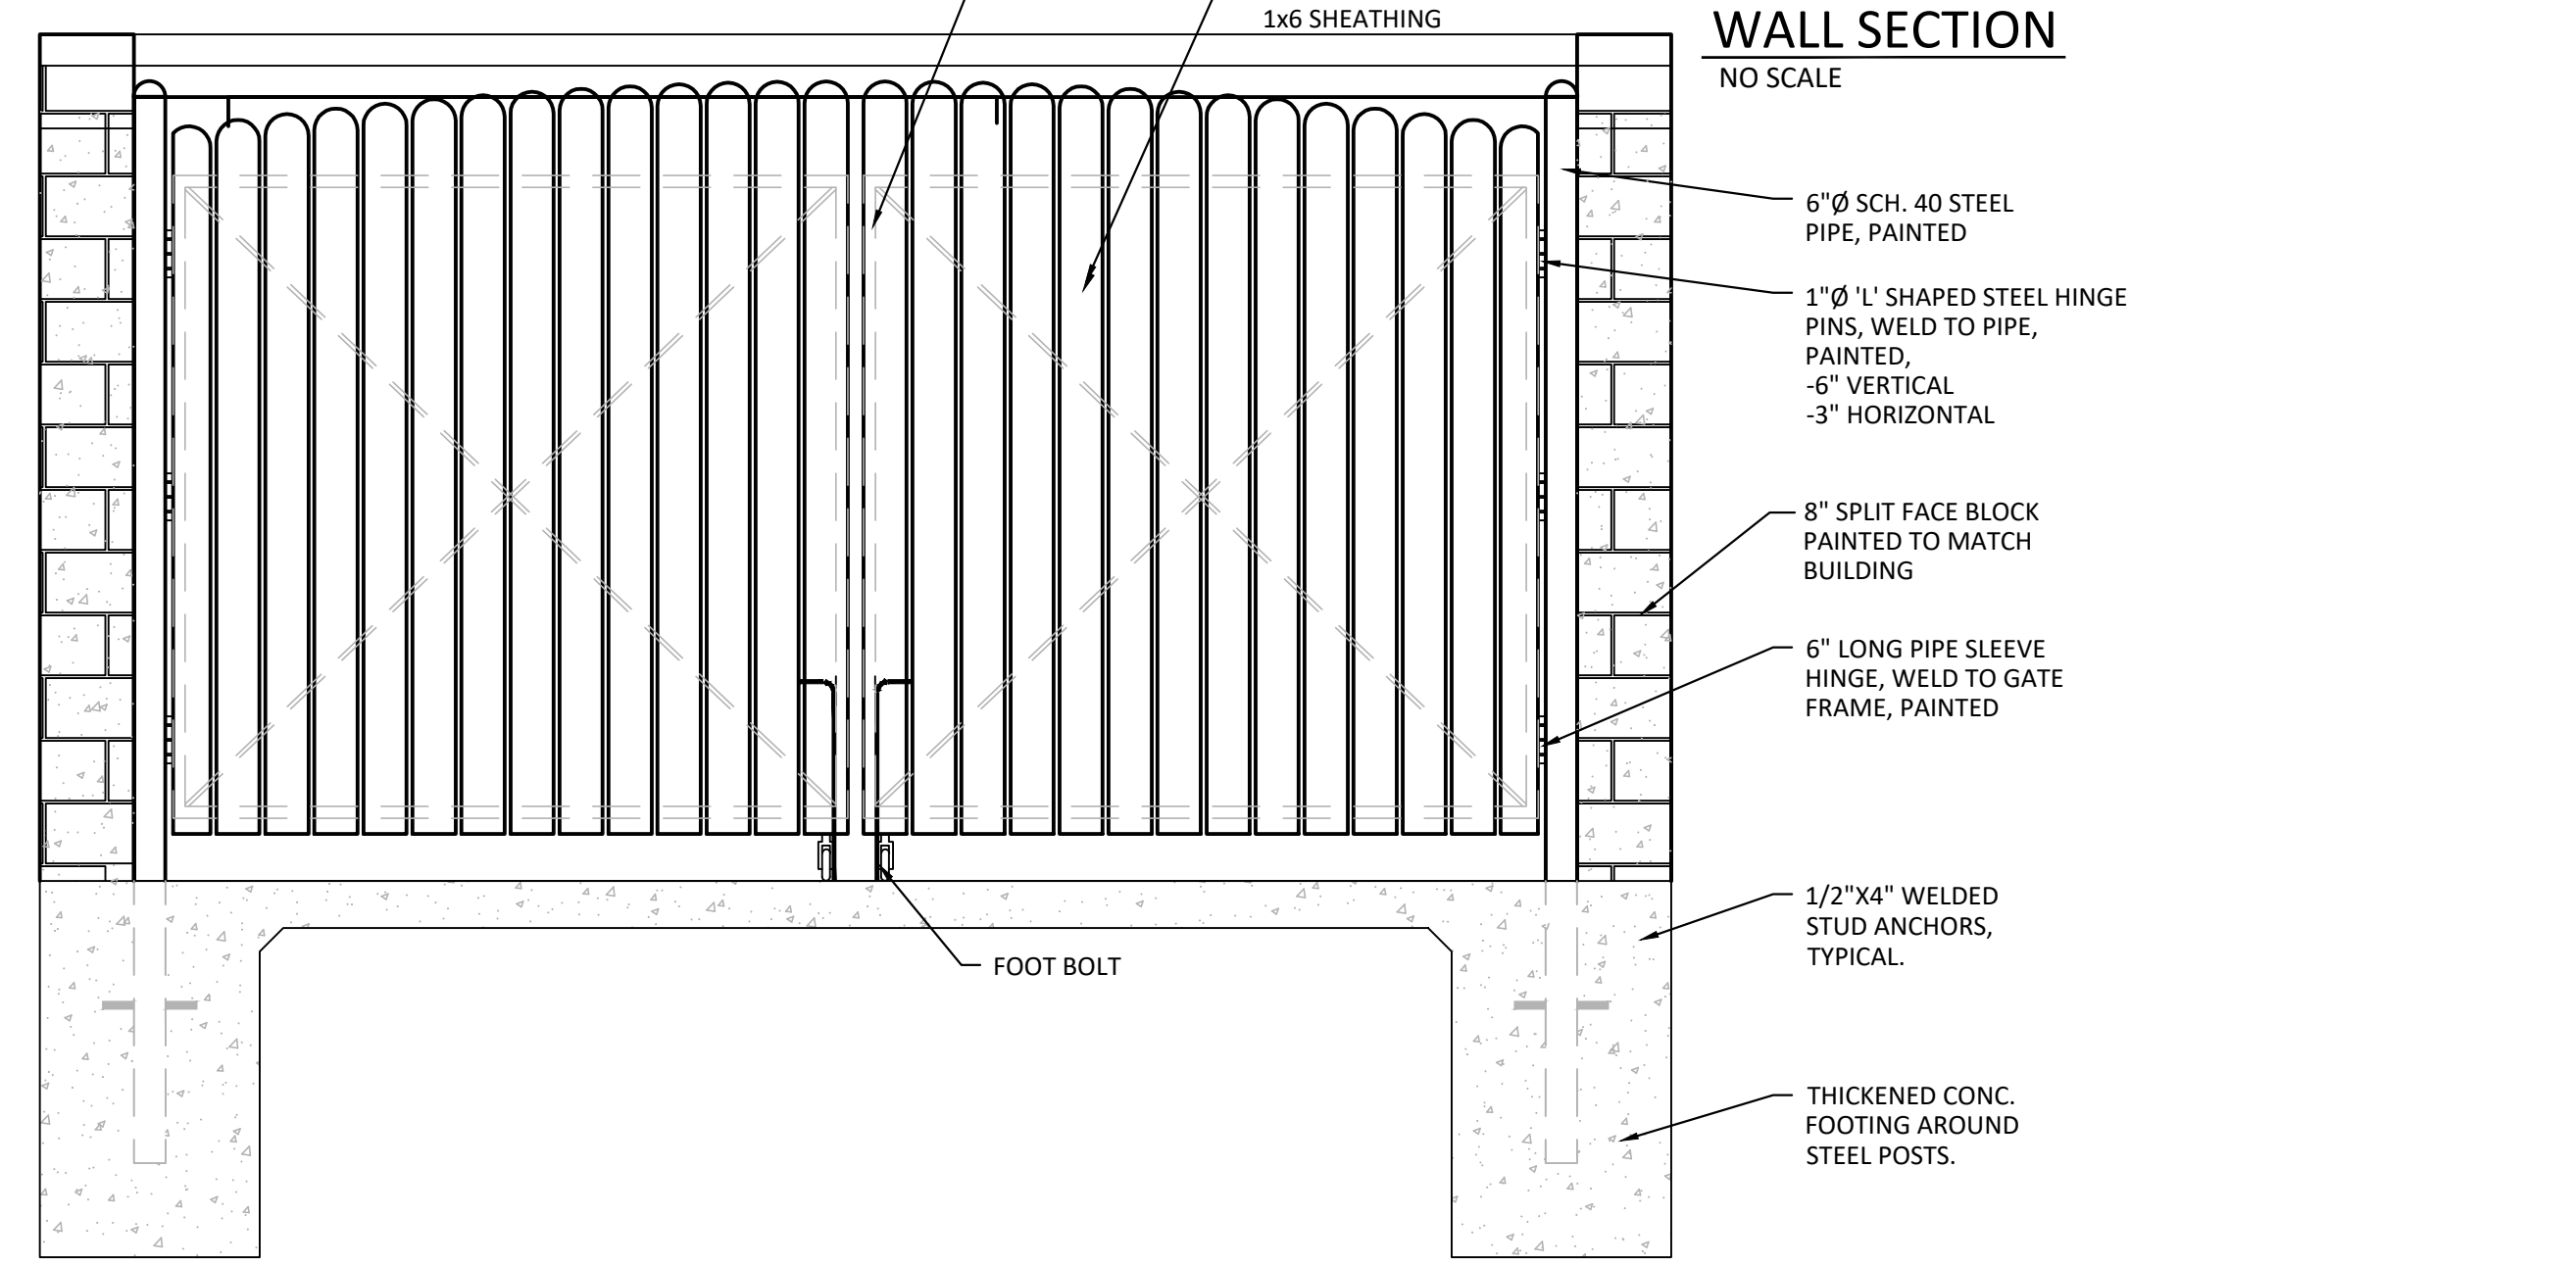 1x6 SHEATHING
WALL SECTION
NO SCALE
6"Ø SCH. 40 STEEL
PIPE, PAINTED
1"Ø 'L' SHAPED STEEL HINGE
PINS, WELD TO PIPE,
PAINTED,
-6" VERTICAL
-3" HORIZONTAL
8" SPLIT FACE BLOCK
PAINTED TO MATCH
BUILDING
6" LONG PIPE SLEEVE
HINGE, WELD TO GATE
FRAME, PAINTED
1/2"X4" WELDED
STUD ANCHORS,
TYPICAL.
FOOT BOLT
THICKENED CONC.
FOOTING AROUND
STEEL POSTS.